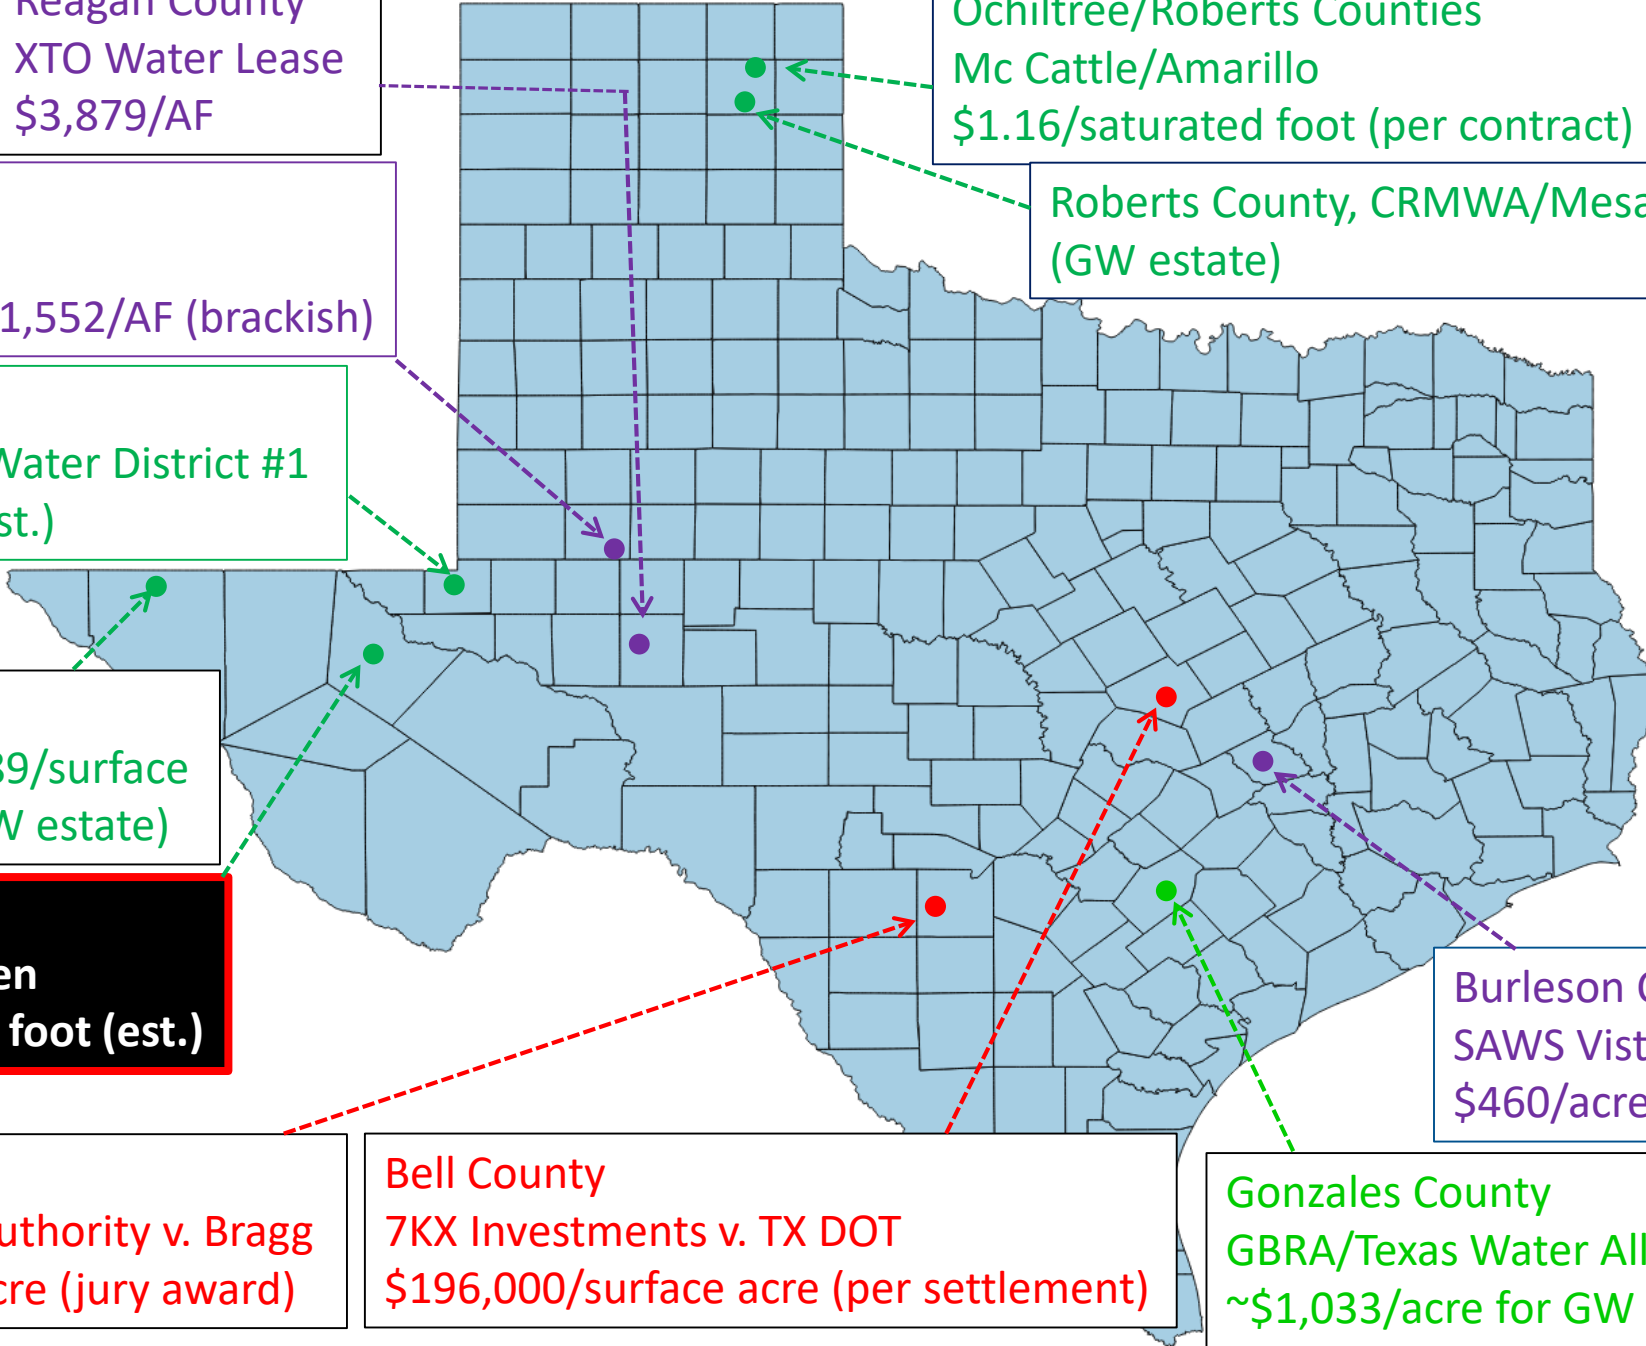 Reagan County
XTO Water Lease
$3,879/AF
Ochiltree/Roberts Counties
Mc Cattle/Amarillo
$1.16/saturated foot (per contract)
Roberts County, CRMWA/Mesa
(GW estate)
1,552/AF (brackish)
Water District #1
st.)
39/surface
W estate)
en
foot (est.)
uthority v. Bragg
cre (jury award)
Bell County
7KX Investments v. TX DOT
$196,000/surface acre (per settlement)
Burleson C
SAWS Vist
$460/acre
Gonzales County
GBRA/Texas Water All
~$1,033/acre for GW